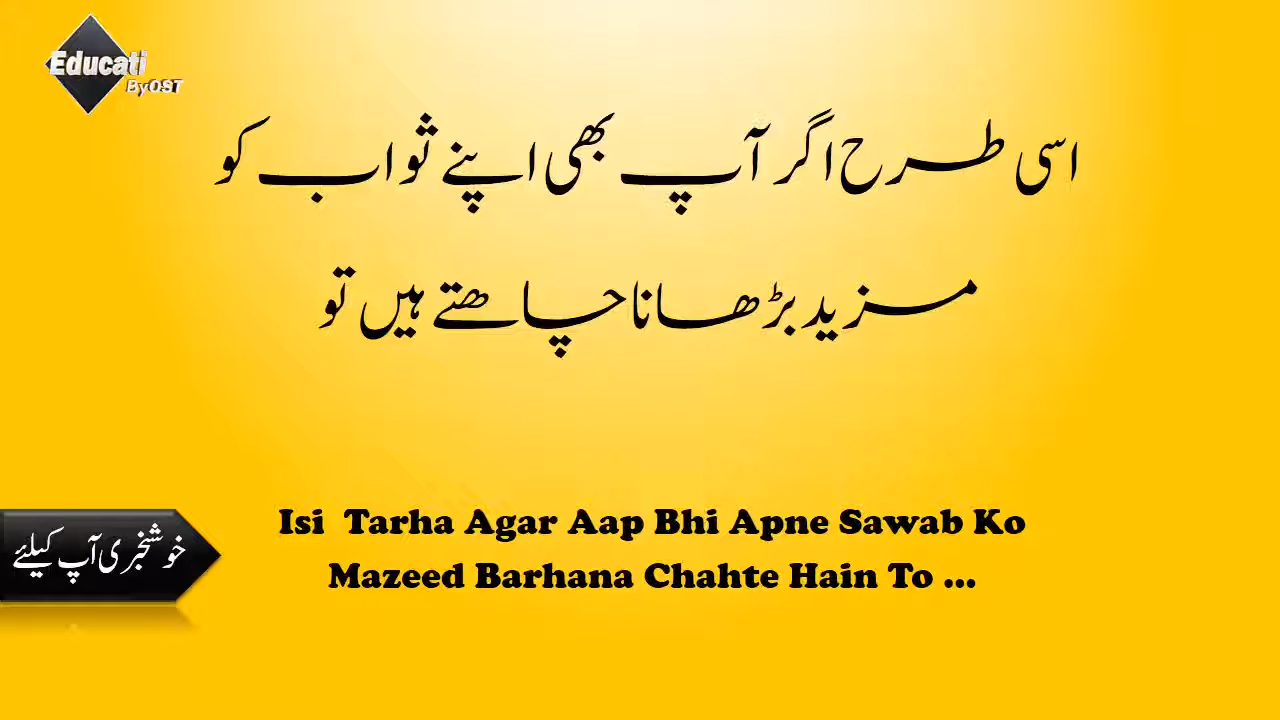 Educati
ByOST
اسی طرح اگر آپ بھی اپنے ثواب کو
مزید بڑھانا چاھتے ہیں تو
Isi Tarha Agar Aap Bhi Apne Sawab Ko
Mazeed Barhana Chahte Hain To ...
خوشخبری آپ کیلئے